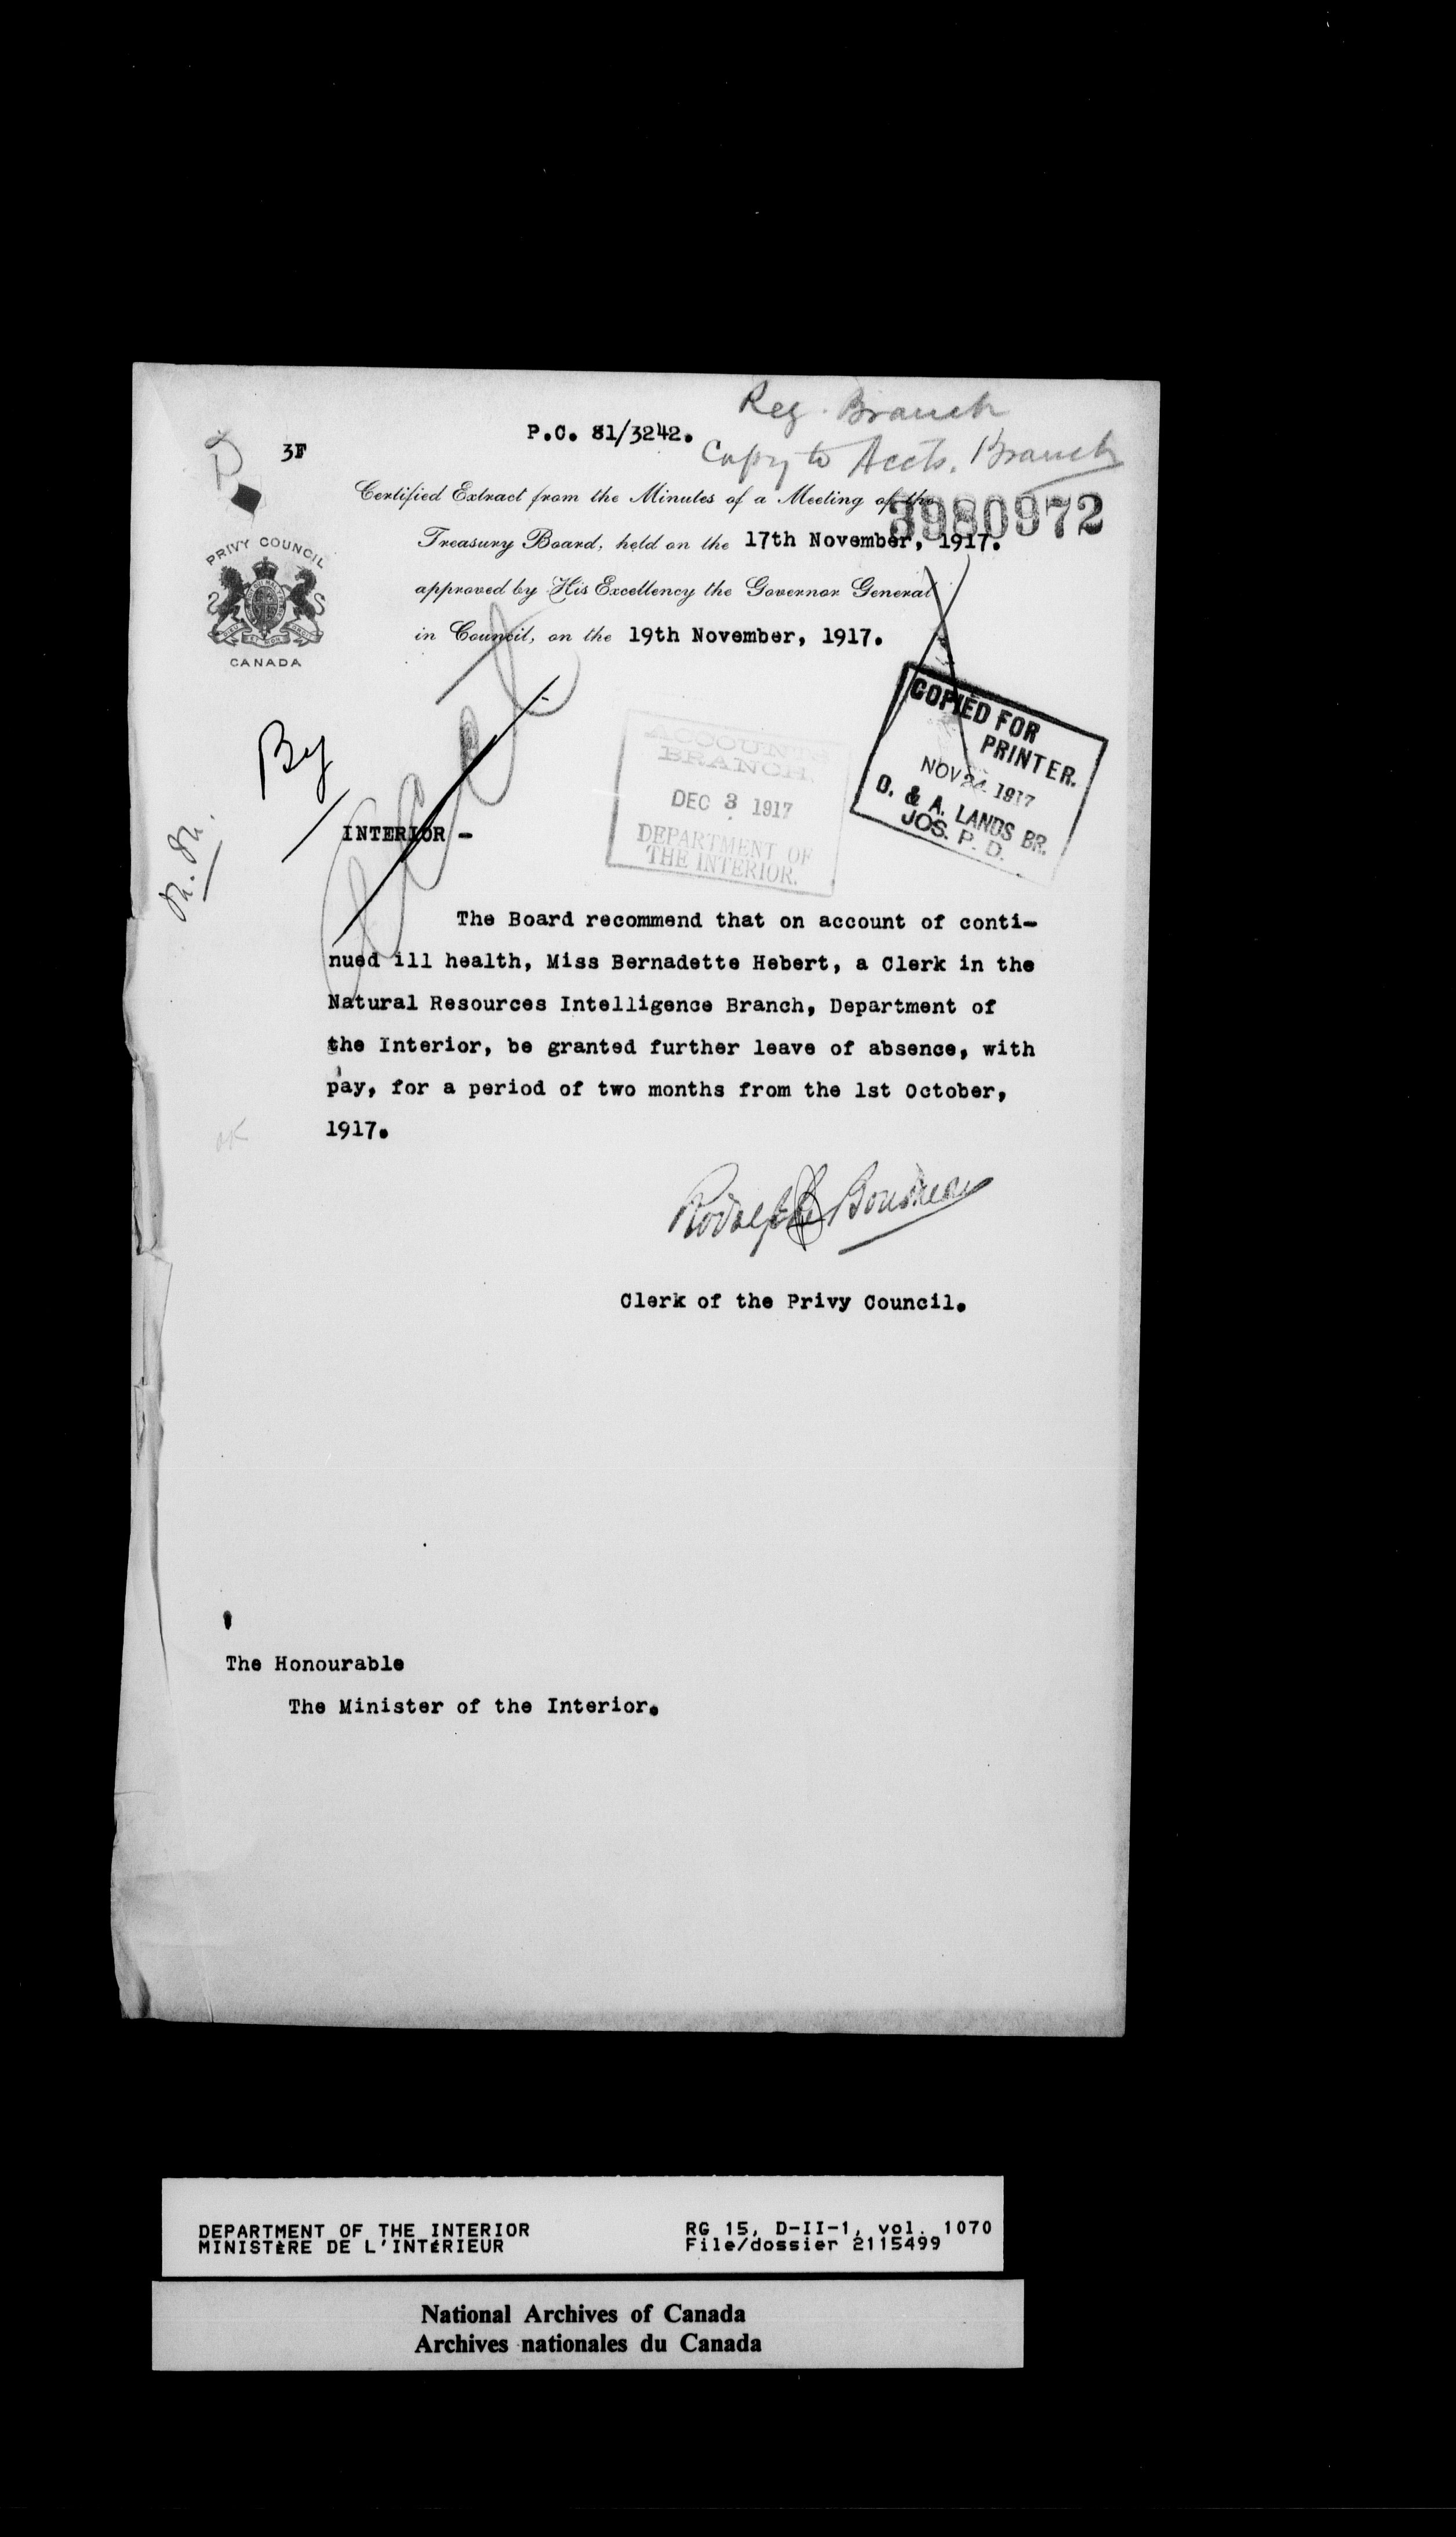 Reg. Branch
P.C. 81/3242.
3F
Copy to Accts. Branch
Certified Extract from the Minutes of a Meeting of the
3980972
Treasury Board, held on the 17th November, 1917.
PRIVY COUNCIL
approved by His Excellency the Governor General
in Council, on the 19th November, 1917.
CANADA
COPIED FOR
PRINTER.
NOV 24 1917
O. & A. LANDS BR.
JOS. P. D.
By
ACCOUNTS
BRANCH.
DEC 3 1917
DEPARTMENT OF
THE INTERIOR.
INTERIOR -
The Board recommend that on account of conti-
nued ill health, Miss Bernadette Hebert, a Clerk in the
Natural Resources Intelligence Branch, Department of
the Interior, be granted further leave of absence, with
pay, for a period of two months from the 1st October,
1917.
OK
Rodolphe Boudreau
Clerk of the Privy Council.
The Honourable
The Minister of the Interior.
DEPARTMENT OF THE INTERIOR
MINISTÈRE DE L'INTÉRIEUR
RG 15, D-II-1, vol. 1070
File/dossier 2115499
National Archives of Canada
Archives nationales du Canada